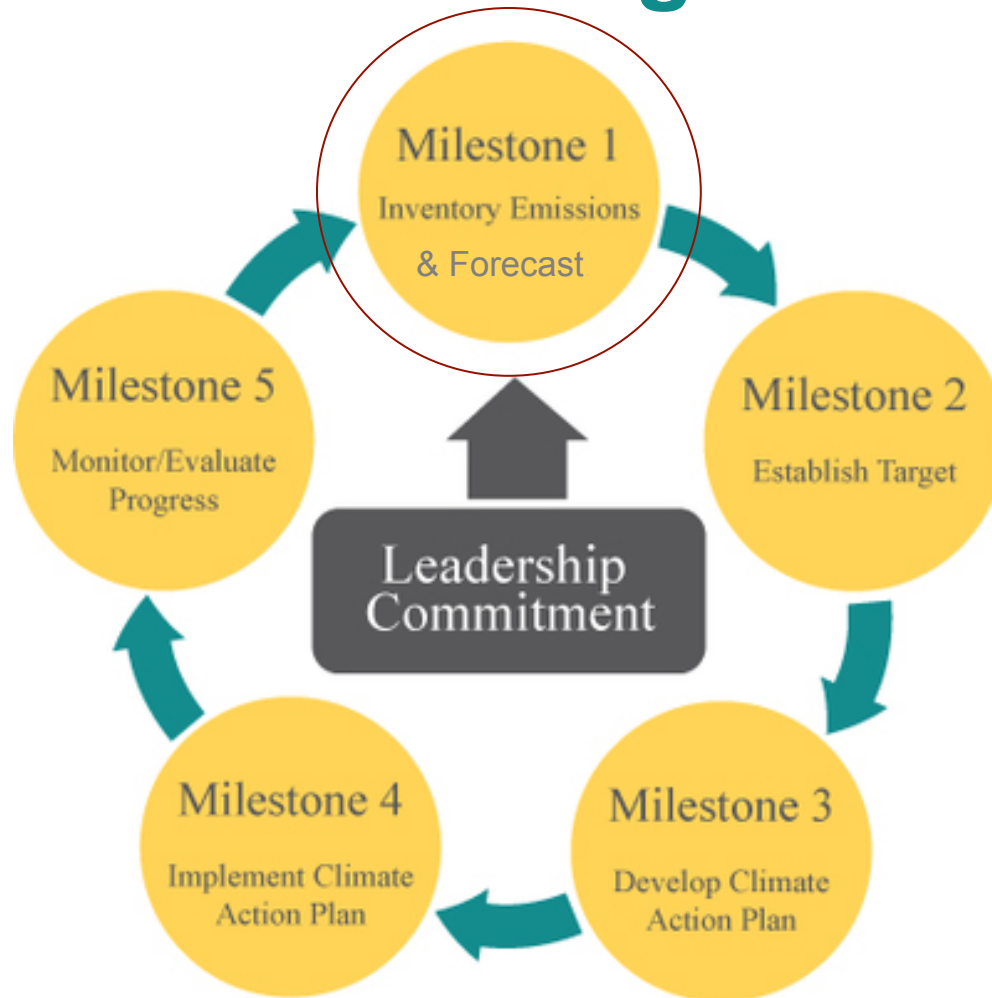 Milestone 1
Inventory Emissions
& Forecast
Milestone 2
Establish Target
Milestone 3
Develop Climate
Action Plan
Milestone 4
Implement Climate
Action Plan
Milestone 5
Monitor/Evaluate
Progress
Leadership
Commitment